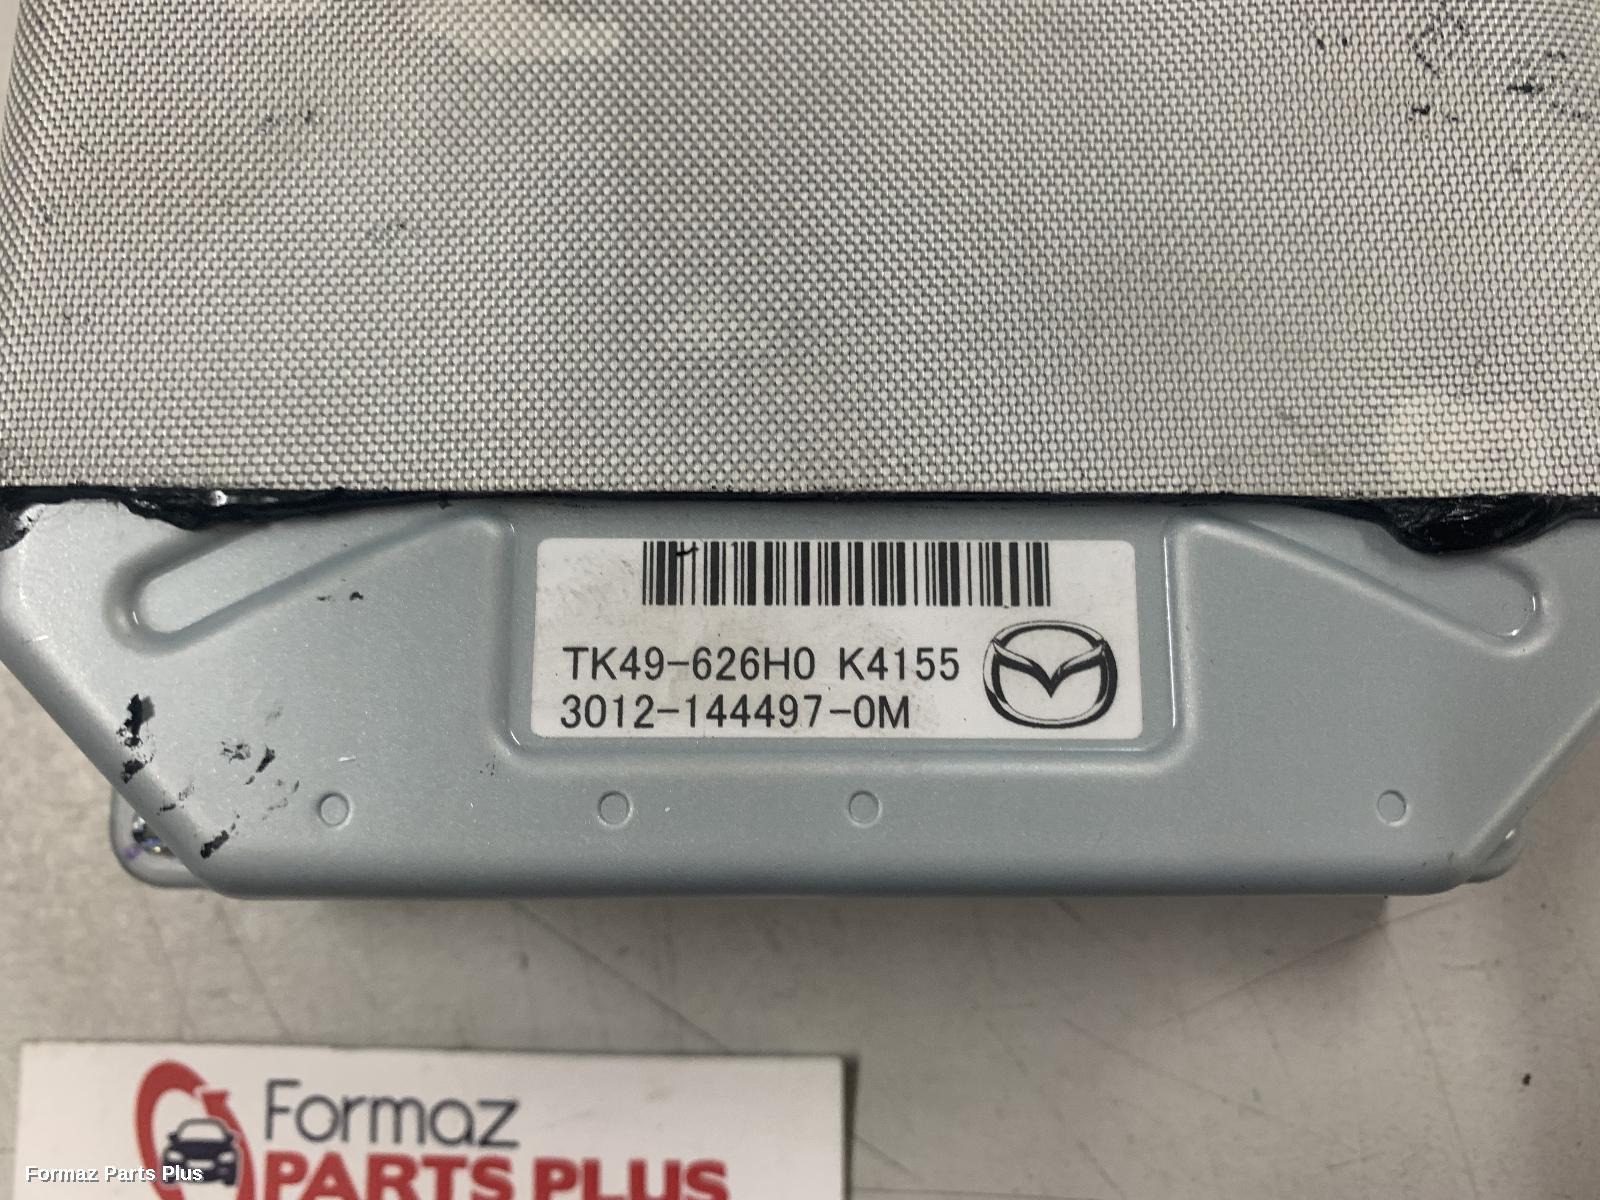 TK49-626H0 K4155
3012-144497-0M
Formaz
PARTS PLUS
Formaz Parts Plus